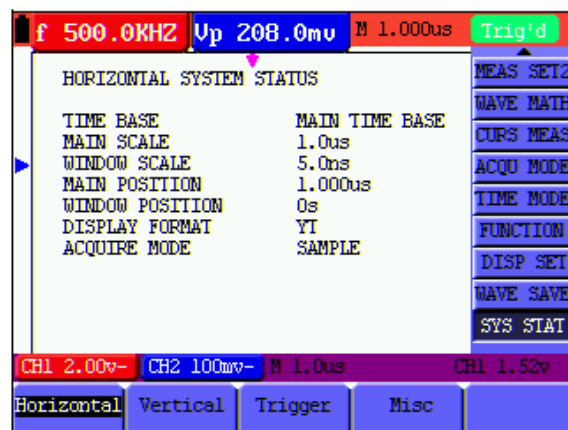 f 500.0KHZ Vp 208.0mv M 1.000us Trig'd
HORIZONTAL SYSTEM STATUS
TIME BASE MAIN TIME BASE
MAIN SCALE 1.0us
WINDOW SCALE 5.0ns
MAIN POSITION 1.000us
WINDOW POSITION 0s
DISPLAY FORMAT YT
ACQUIRE MODE SAMPLE
MEAS SET2
WAVE MATH
CURS MEAS
ACQU MODE
TIME MODE
FUNCTION
DISP SET
WAVE SAVE
SYS STAT
CH1 2.00v- CH2 100mv- M 1.0us CH1 1.52v
Horizontal Vertical Trigger Misc